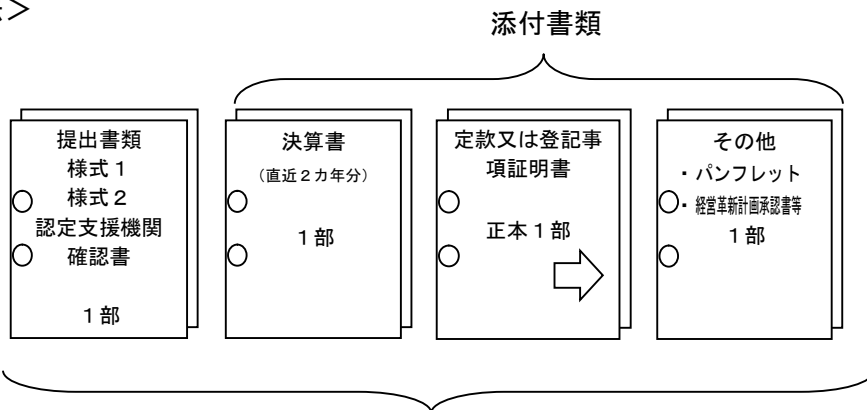 ＞
添付書類
提出書類
様式１
様式２
認定支援機関
確認書
１部
決算書
（直近２カ年分）
１部
定款又は登記事
項証明書
正本１部
その他
・パンフレット
・経営革新計画承認書等
１部